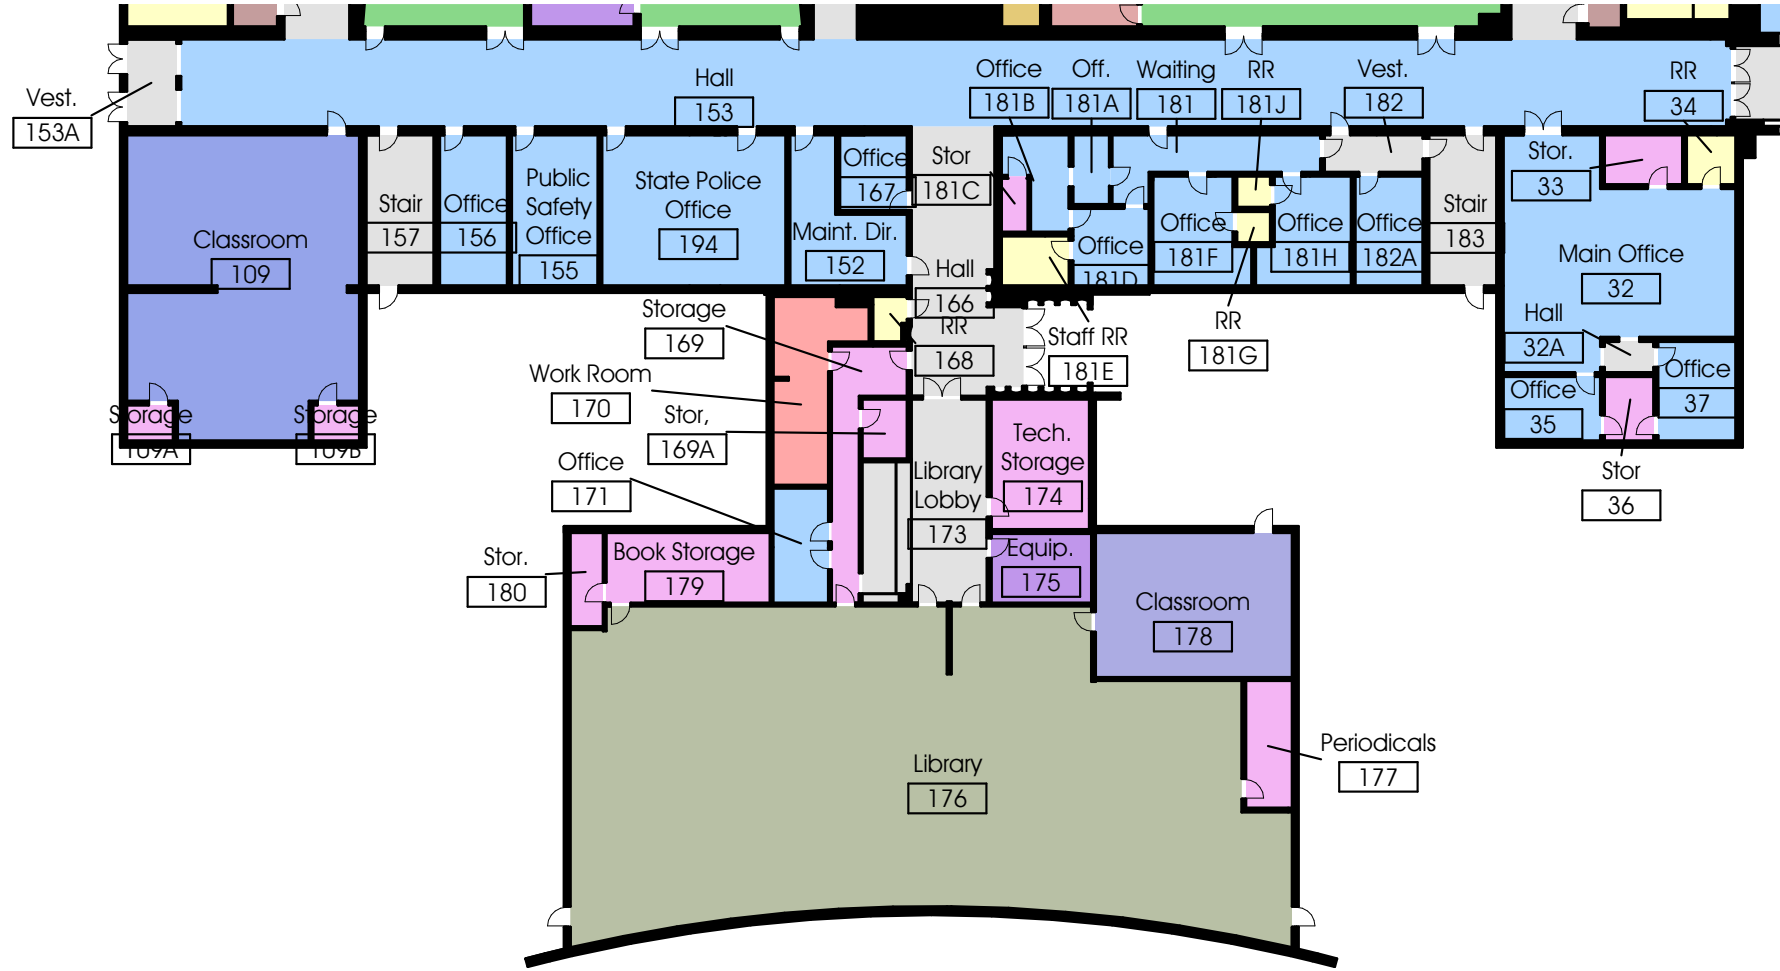 Vest.
153A
Hall
153
Office
181B
Off.
181A
Waiting
181
RR
181J
Vest.
182
RR
34
Classroom
109
Stair
157
Office
156
Public
Safety
Office
155
State Police
Office
194
Maint. Dir.
152
Office
167
Stor
181C
Hall
166
Office
181D
Office
181F
Office
181H
Office
182A
Stair
183
Stor.
33
Main Office
32
Hall
32A
Office
35
Office
37
Stor
36
Storage
109A
Storage
109B
Storage
169
RR
168
Staff RR
181E
RR
181G
Work Room
170
Stor,
169A
Office
171
Library
Lobby
173
Tech.
Storage
174
Equip.
175
Stor.
180
Book Storage
179
Classroom
178
Periodicals
177
Library
176